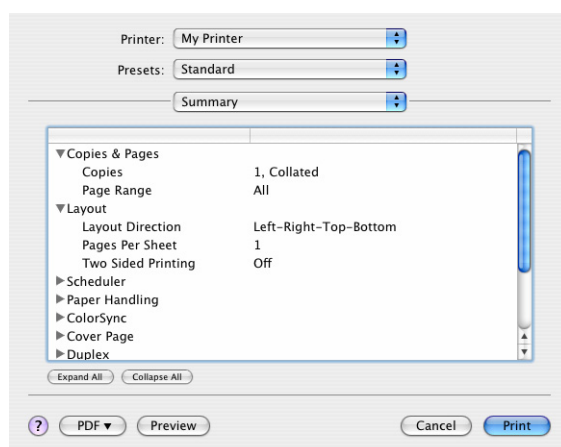 Printer: My Printer
Presets: Standard
Summary
▼Copies & Pages
Copies 1, Collated
Page Range All
▼Layout
Layout Direction Left-Right-Top-Bottom
Pages Per Sheet 1
Two Sided Printing Off
▶Scheduler
▶Paper Handling
▶ColorSync
▶Cover Page
▶Duplex
Expand All Collapse All
? PDF▼ Preview Cancel Print